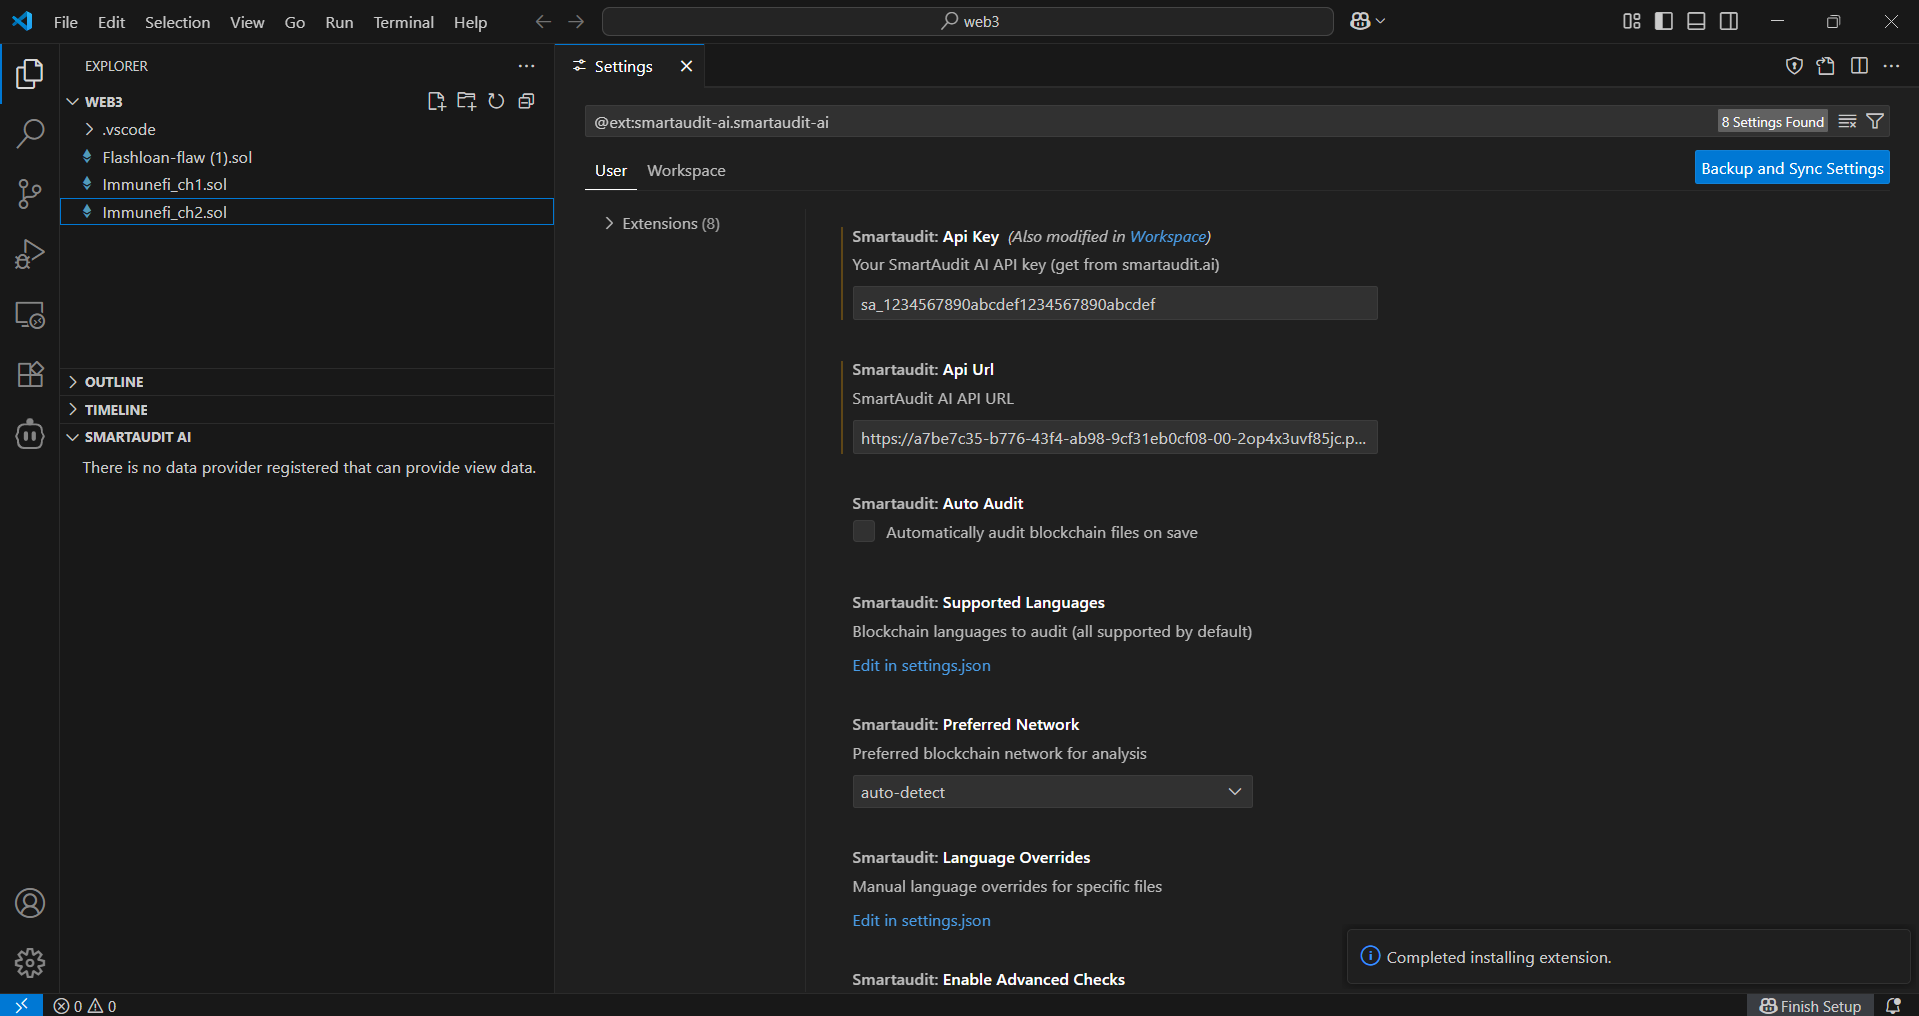 File Edit Selection View Go Run Terminal Help
web3
EXPLORER
WEB3
.vscode
Flashloan-flaw (1).sol
Immunefi_ch1.sol
Immunefi_ch2.sol
OUTLINE
TIMELINE
SMARTAUDIT AI
There is no data provider registered that can provide view data.
Settings
@ext:smartaudit-ai.smartaudit-ai
8 Settings Found
User Workspace
Backup and Sync Settings
Extensions (8)
Smartaudit: Api Key (Also modified in Workspace)
Your SmartAudit AI API key (get from smartaudit.ai)
sa_1234567890abcdef1234567890abcdef
Smartaudit: Api Url
SmartAudit AI API URL
https://a7be7c35-b776-43f4-ab98-9cf31eb0cf08-00-2op4x3uvf85jc.p...
Smartaudit: Auto Audit
Automatically audit blockchain files on save
Smartaudit: Supported Languages
Blockchain languages to audit (all supported by default)
Edit in settings.json
Smartaudit: Preferred Network
Preferred blockchain network for analysis
auto-detect
Smartaudit: Language Overrides
Manual language overrides for specific files
Edit in settings.json
Smartaudit: Enable Advanced Checks
Completed installing extension.
0 0
Finish Setup